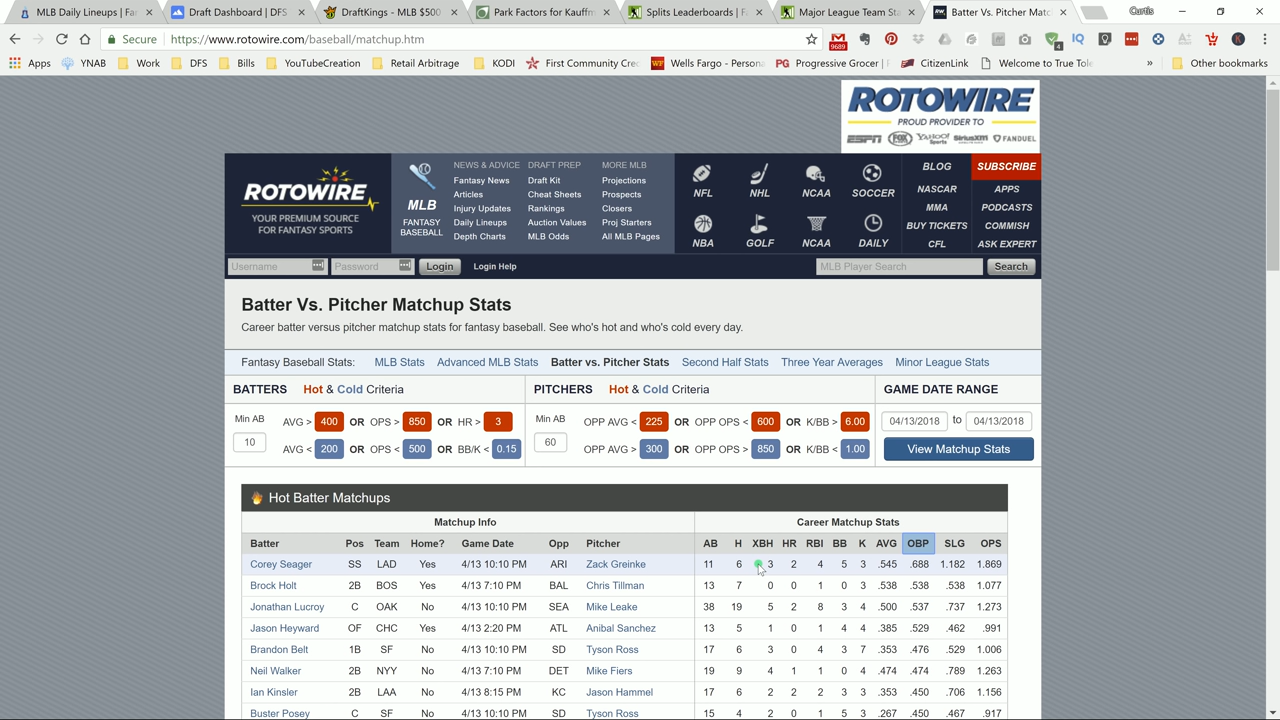 MLB Daily Lineups | Fan
Draft Dashboard | DFS
DraftKings - MLB $500
Park Factors for Kauffm
Splits Leaderboards | F
Major League Team Sta
Batter Vs. Pitcher Matc
Curtis
Secure
https://www.rotowire.com/baseball/matchup.htm
9689
4
IQ
K
Apps
YNAB
Work
DFS
Bills
YouTubeCreation
Retail Arbitrage
KODI
First Community Cre
Wells Fargo - Persona
PG Progressive Grocer |
CitizenLink
Welcome to True Tole
»
Other bookmarks
ROTOWIRE
PROUD PROVIDER TO
ESPN FOX SPORTS YAHOO! Sports SiriusXM FANDUEL
ROTOWIRE
YOUR PREMIUM SOURCE
FOR FANTASY SPORTS
MLB
FANTASY
BASEBALL
NEWS & ADVICE DRAFT PREP MORE MLB
Fantasy News Draft Kit Projections
Articles Cheat Sheets Prospects
Injury Updates Rankings Closers
Daily Lineups Auction Values Proj Starters
Depth Charts MLB Odds All MLB Pages
NFL NHL NCAA SOCCER
NBA GOLF NCAA DAILY
BLOG SUBSCRIBE
NASCAR APPS
MMA PODCASTS
BUY TICKETS COMMISH
CFL ASK EXPERT
Username Password Login Login Help MLB Player Search Search
Batter Vs. Pitcher Matchup Stats
Career batter versus pitcher matchup stats for fantasy baseball. See who's hot and who's cold every day.
Fantasy Baseball Stats: MLB Stats Advanced MLB Stats Batter vs. Pitcher Stats Second Half Stats Three Year Averages Minor League Stats
BATTERS Hot & Cold Criteria
Min AB AVG > 400 OR OPS > 850 OR HR > 3
10 AVG < 200 OR OPS < 500 OR BB/K < 0.15
PITCHERS Hot & Cold Criteria
Min AB OPP AVG < 225 OR OPP OPS < 600 OR K/BB > 6.00
60 OPP AVG > 300 OR OPP OPS > 850 OR K/BB < 1.00
GAME DATE RANGE
04/13/2018 to 04/13/2018
View Matchup Stats
Hot Batter Matchups
Matchup Info Career Matchup Stats
Batter Pos Team Home? Game Date Opp Pitcher AB H XBH HR RBI BB K AVG OBP SLG OPS
Corey Seager SS LAD Yes 4/13 10:10 PM ARI Zack Greinke 11 6 3 2 4 5 3 .545 .688 1.182 1.869
Brock Holt 2B BOS Yes 4/13 7:10 PM BAL Chris Tillman 13 7 0 0 1 0 3 .538 .538 .538 1.077
Jonathan Lucroy C OAK No 4/13 10:10 PM SEA Mike Leake 38 19 5 2 8 3 4 .500 .537 .737 1.273
Jason Heyward OF CHC Yes 4/13 2:20 PM ATL Anibal Sanchez 13 5 1 0 1 4 4 .385 .529 .462 .991
Brandon Belt 1B SF No 4/13 10:10 PM SD Tyson Ross 17 6 3 0 4 3 7 .353 .476 .529 1.006
Neil Walker 2B NYY No 4/13 7:10 PM DET Mike Fiers 19 9 4 1 1 0 4 .474 .474 .789 1.263
Ian Kinsler 2B LAA No 4/13 8:15 PM KC Jason Hammel 17 6 2 2 2 3 3 .353 .450 .706 1.156
Buster Posey C SF No 4/13 10:10 PM SD Tyson Ross 15 4 2 0 2 5 3 .267 .450 .467 .917